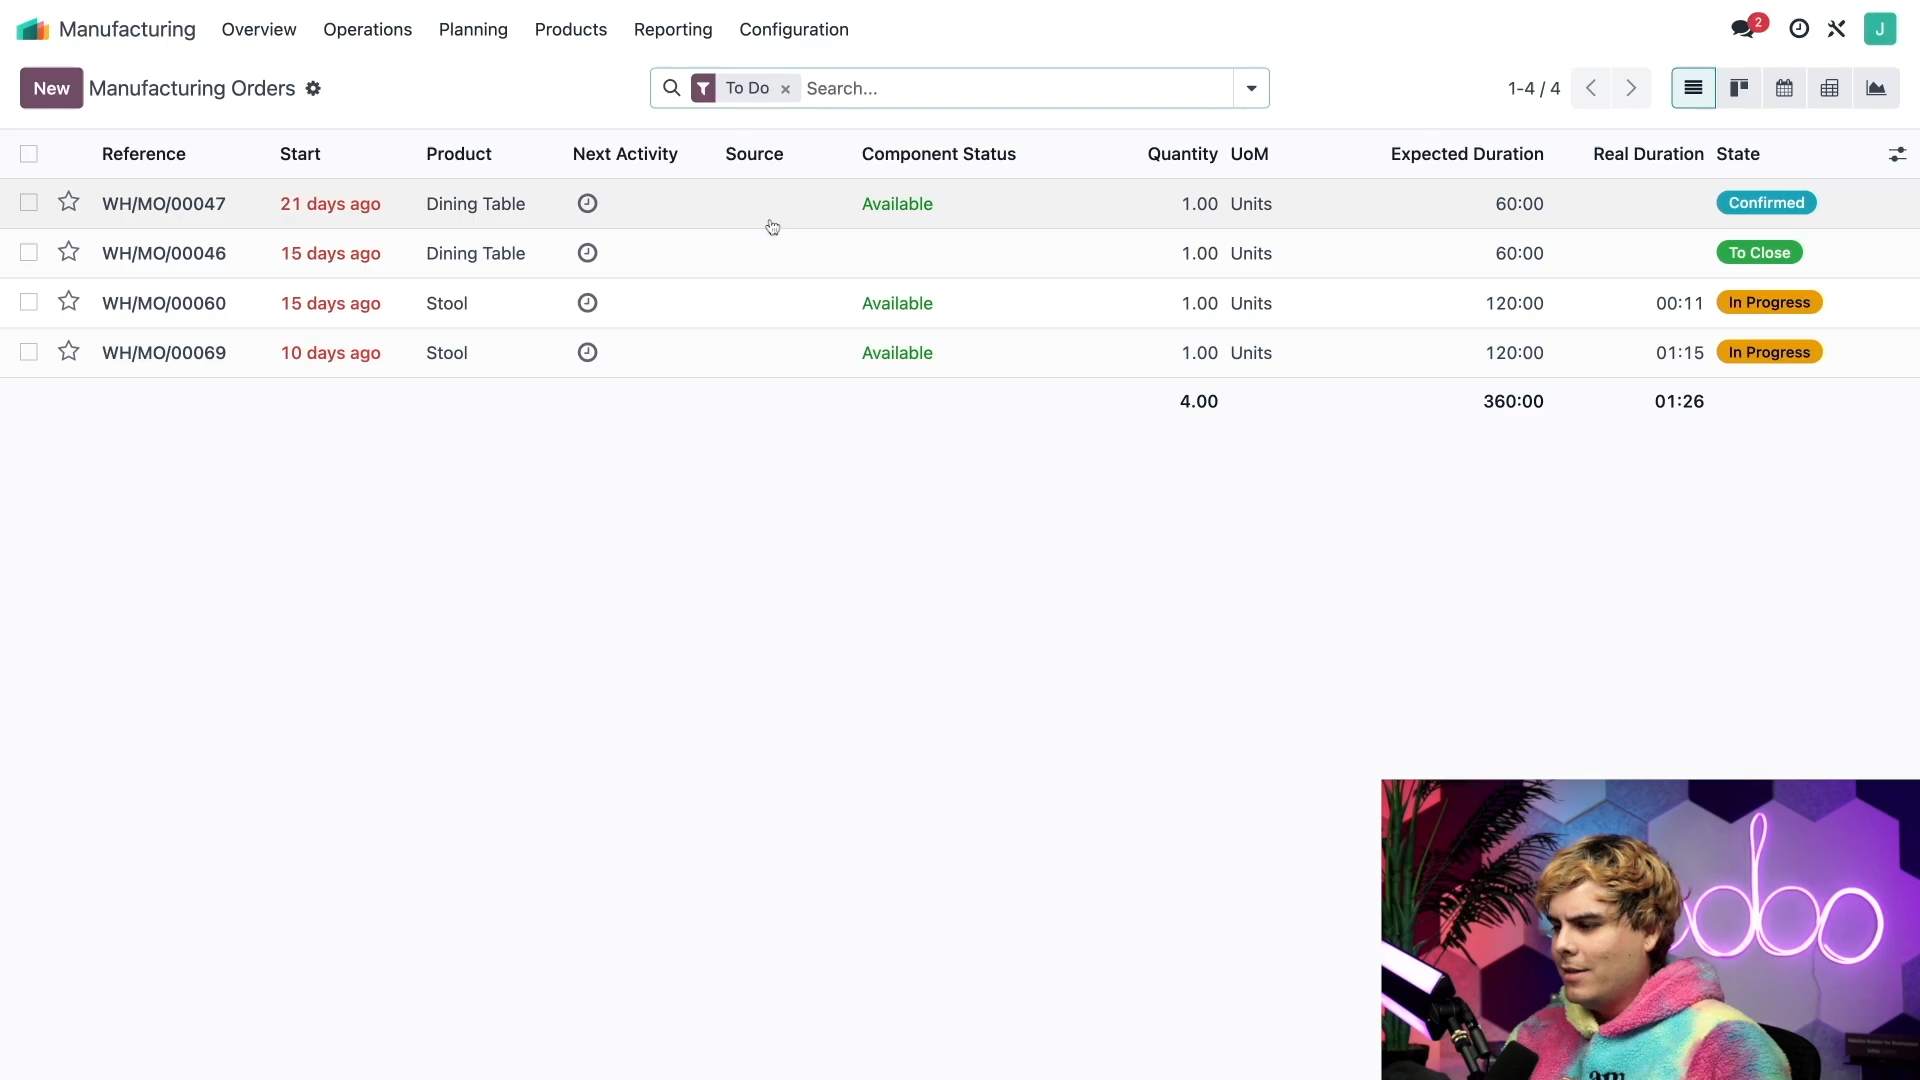 Manufacturing Overview Operations Planning Products Reporting Configuration 2 J
New Manufacturing Orders To Do × Search... 1-4 / 4
Reference Start Product Next Activity Source Component Status Quantity UoM Expected Duration Real Duration State
WH/MO/00047 21 days ago Dining Table Available 1.00 Units 60:00 Confirmed
WH/MO/00046 15 days ago Dining Table 1.00 Units 60:00 To Close
WH/MO/00060 15 days ago Stool Available 1.00 Units 120:00 00:11 In Progress
WH/MO/00069 10 days ago Stool Available 1.00 Units 120:00 01:15 In Progress
4.00 360:00 01:26
odoo
am